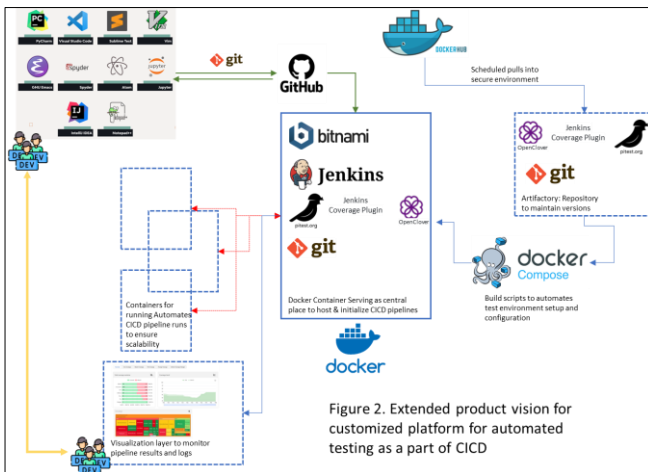 PyCharm
Visual Studio Code
Sublime Text
Vim
GNU Emacs
Spyder
Atom
Jupyter
IntelliJ IDEA
Notepad++
git
GitHub
DOCKERHUB
Scheduled pulls into
secure environment
OpenClover
Jenkins
Coverage Plugin
pitest.org
git
Artifactory: Repository
to maintain versions
DEV
bitnami
Jenkins
Jenkins
Coverage Plugin
pitest.org
OpenClover
git
Docker Container Serving as central
place to host & initialize CICD pipelines
docker
docker
Compose
Build scripts to automates
test environment setup and
configuration
Containers for
running Automates
CICD pipeline runs
to ensure
scalability
Visualization layer to monitor
pipeline results and logs
DEV
Figure 2. Extended product vision for
customized platform for automated
testing as a part of CICD